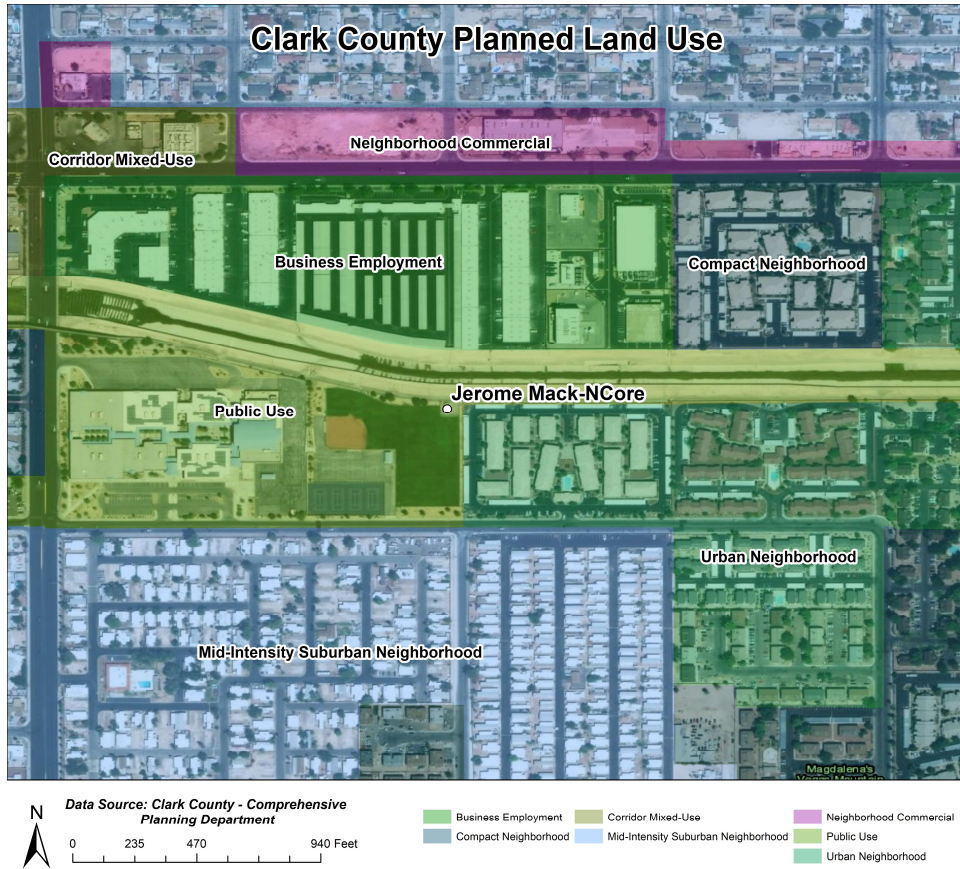 Clark County Planned Land Use
Neighborhood Commercial
Corridor Mixed-Use
Business Employment
Compact Neighborhood
Jerome Mack-NCore
Public Use
Urban Neighborhood
Mid-Intensity Suburban Neighborhood
Magdalena's
N
Data Source: Clark County - Comprehensive
Planning Department
0 235 470 940 Feet
Business Employment
Compact Neighborhood
Corridor Mixed-Use
Mid-Intensity Suburban Neighborhood
Neighborhood Commercial
Public Use
Urban Neighborhood